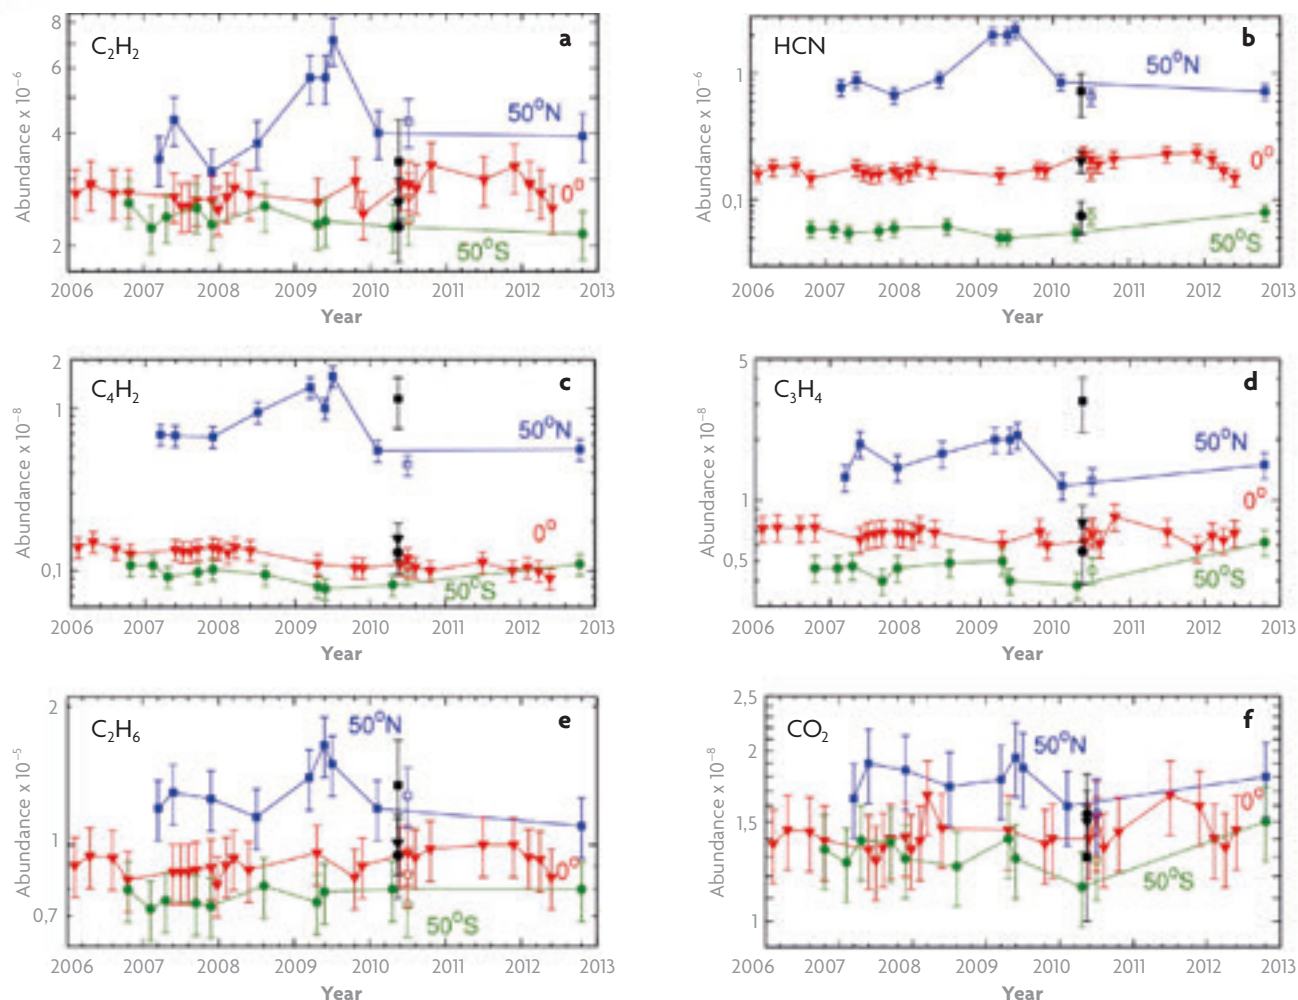 C₂H₂
a
Abundance x 10⁻⁶
8
6
4
2
50°N
0°
50°S
2006 2007 2008 2009 2010 2011 2012 2013
Year
HCN
b
Abundance x 10⁻⁶
1
0,1
50°N
0°
50°S
2006 2007 2008 2009 2010 2011 2012 2013
Year
C₄H₂
c
Abundance x 10⁻⁸
2
1
0,1
50°N
0°
50°S
2006 2007 2008 2009 2010 2011 2012 2013
Year
C₃H₄
d
Abundance x 10⁻⁸
5
1
0,5
50°N
0°
50°S
2006 2007 2008 2009 2010 2011 2012 2013
Year
C₂H₆
e
Abundance x 10⁻⁵
2
1
0,7
50°N
0°
50°S
2006 2007 2008 2009 2010 2011 2012 2013
Year
CO₂
f
Abundance x 10⁻⁸
2,5
2
1,5
1
50°N
0°
50°S
2006 2007 2008 2009 2010 2011 2012 2013
Year